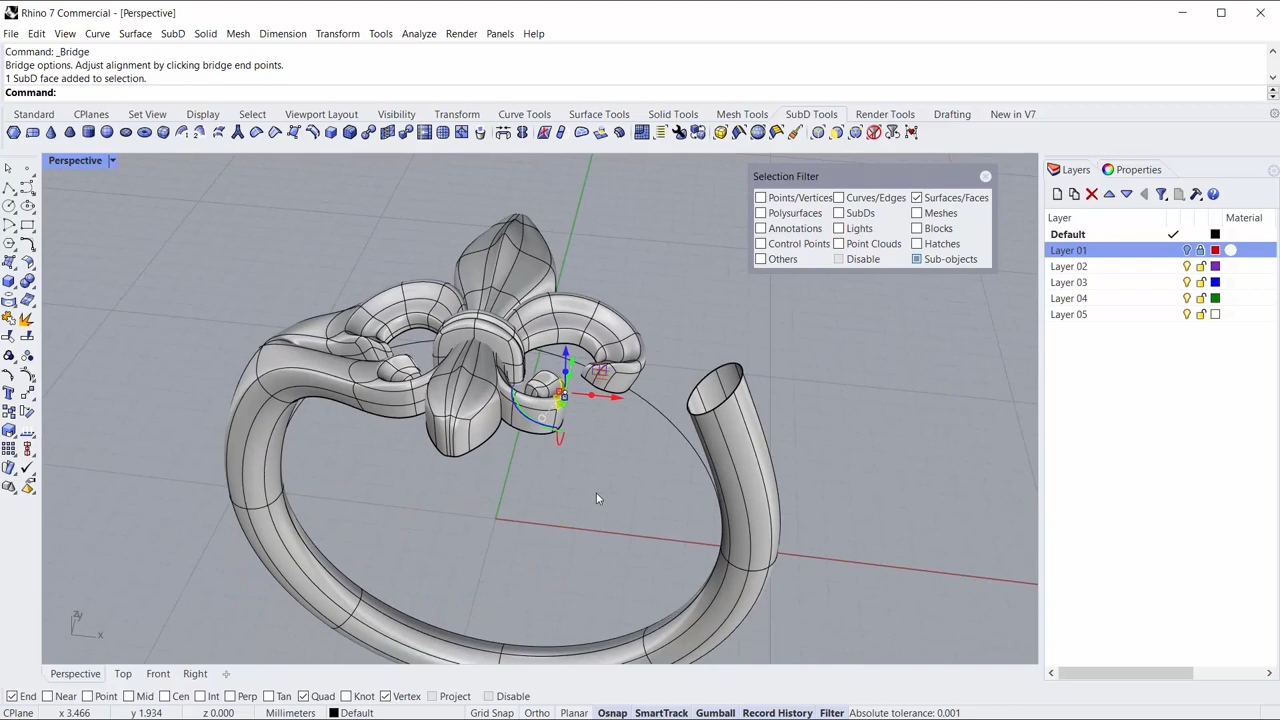 Rhino 7 Commercial - [Perspective]
File Edit View Curve Surface SubD Solid Mesh Dimension Transform Tools Analyze Render Panels Help
Command: _Bridge
Bridge options. Adjust alignment by clicking bridge end points.
1 SubD face added to selection.
Command:
Standard CPlanes Set View Display Select Viewport Layout Visibility Transform Curve Tools Surface Tools Solid Tools Mesh Tools SubD Tools Render Tools Drafting New in V7
Perspective
Selection Filter
Points/Vertices Curves/Edges Surfaces/Faces
Polysurfaces SubDs Meshes
Annotations Lights Blocks
Control Points Point Clouds Hatches
Others Disable Sub-objects
Layers Properties
Layer Material
Default
Layer 01
Layer 02
Layer 03
Layer 04
Layer 05
z y
x
Perspective Top Front Right
End Near Point Mid Cen Int Perp Tan Quad Knot Vertex Project Disable
CPlane x 3.466 y 1.934 z 0.000 Millimeters Default Grid Snap Ortho Planar Osnap SmartTrack Gumball Record History Filter Absolute tolerance: 0.001